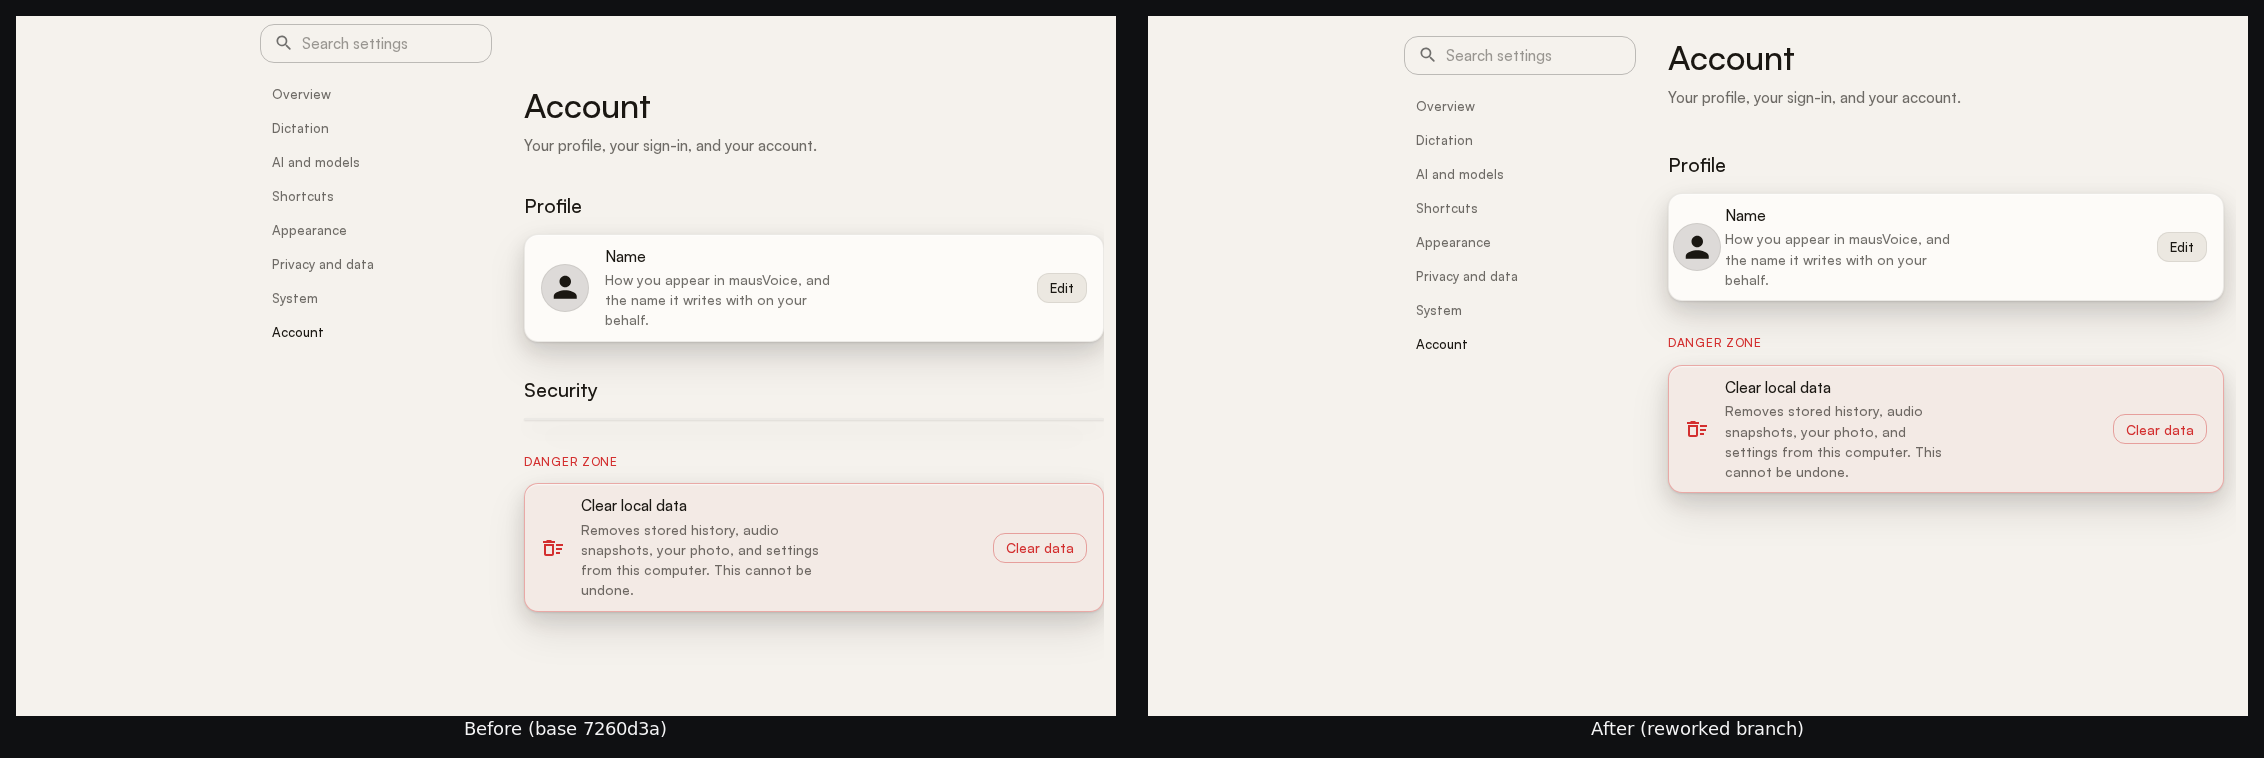 Search settings
Overview
Dictation
AI and models
Shortcuts
Appearance
Privacy and data
System
Account
Account
Your profile, your sign-in, and your account.
Profile
Name
How you appear in mausVoice, and
the name it writes with on your
behalf.
Edit
Security
DANGER ZONE
Clear local data
Removes stored history, audio
snapshots, your photo, and settings
from this computer. This cannot be
undone.
Clear data
Before (base 7260d3a)
Search settings
Overview
Dictation
AI and models
Shortcuts
Appearance
Privacy and data
System
Account
Account
Your profile, your sign-in, and your account.
Profile
Name
How you appear in mausVoice, and
the name it writes with on your
behalf.
Edit
DANGER ZONE
Clear local data
Removes stored history, audio
snapshots, your photo, and
settings from this computer. This
cannot be undone.
Clear data
After (reworked branch)